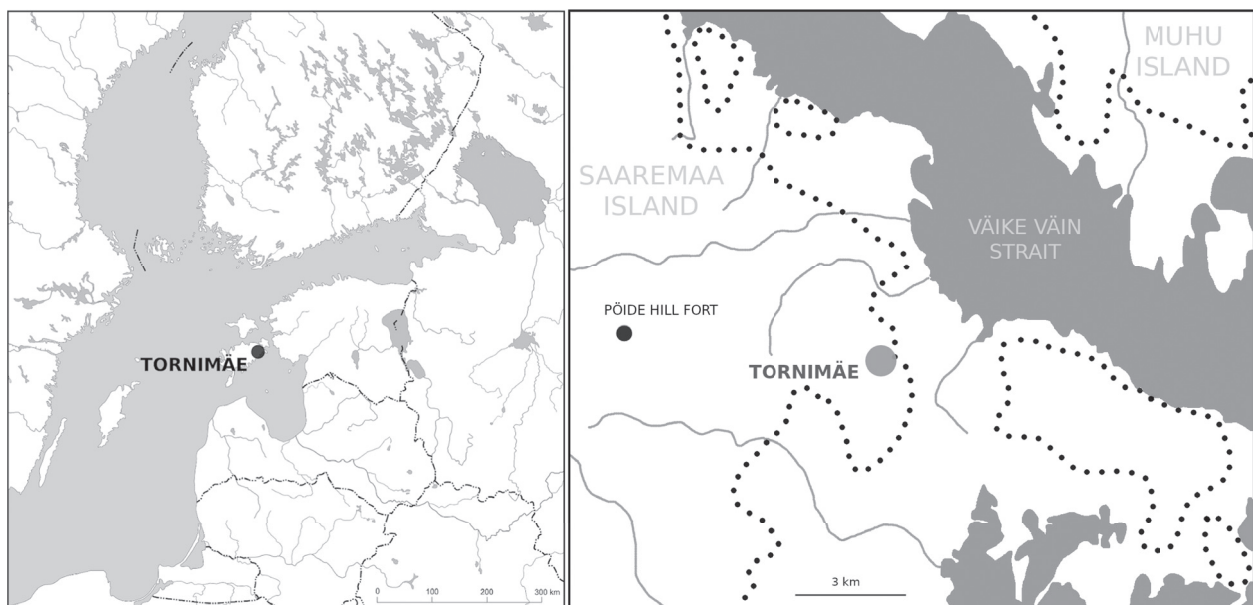 TORNIMÄE
0 100 200 300 km
MUHU
ISLAND
SAAREMAA
ISLAND
VÄIKE VÄIN
STRAIT
PÖIDE HILL FORT
TORNIMÄE
3 km